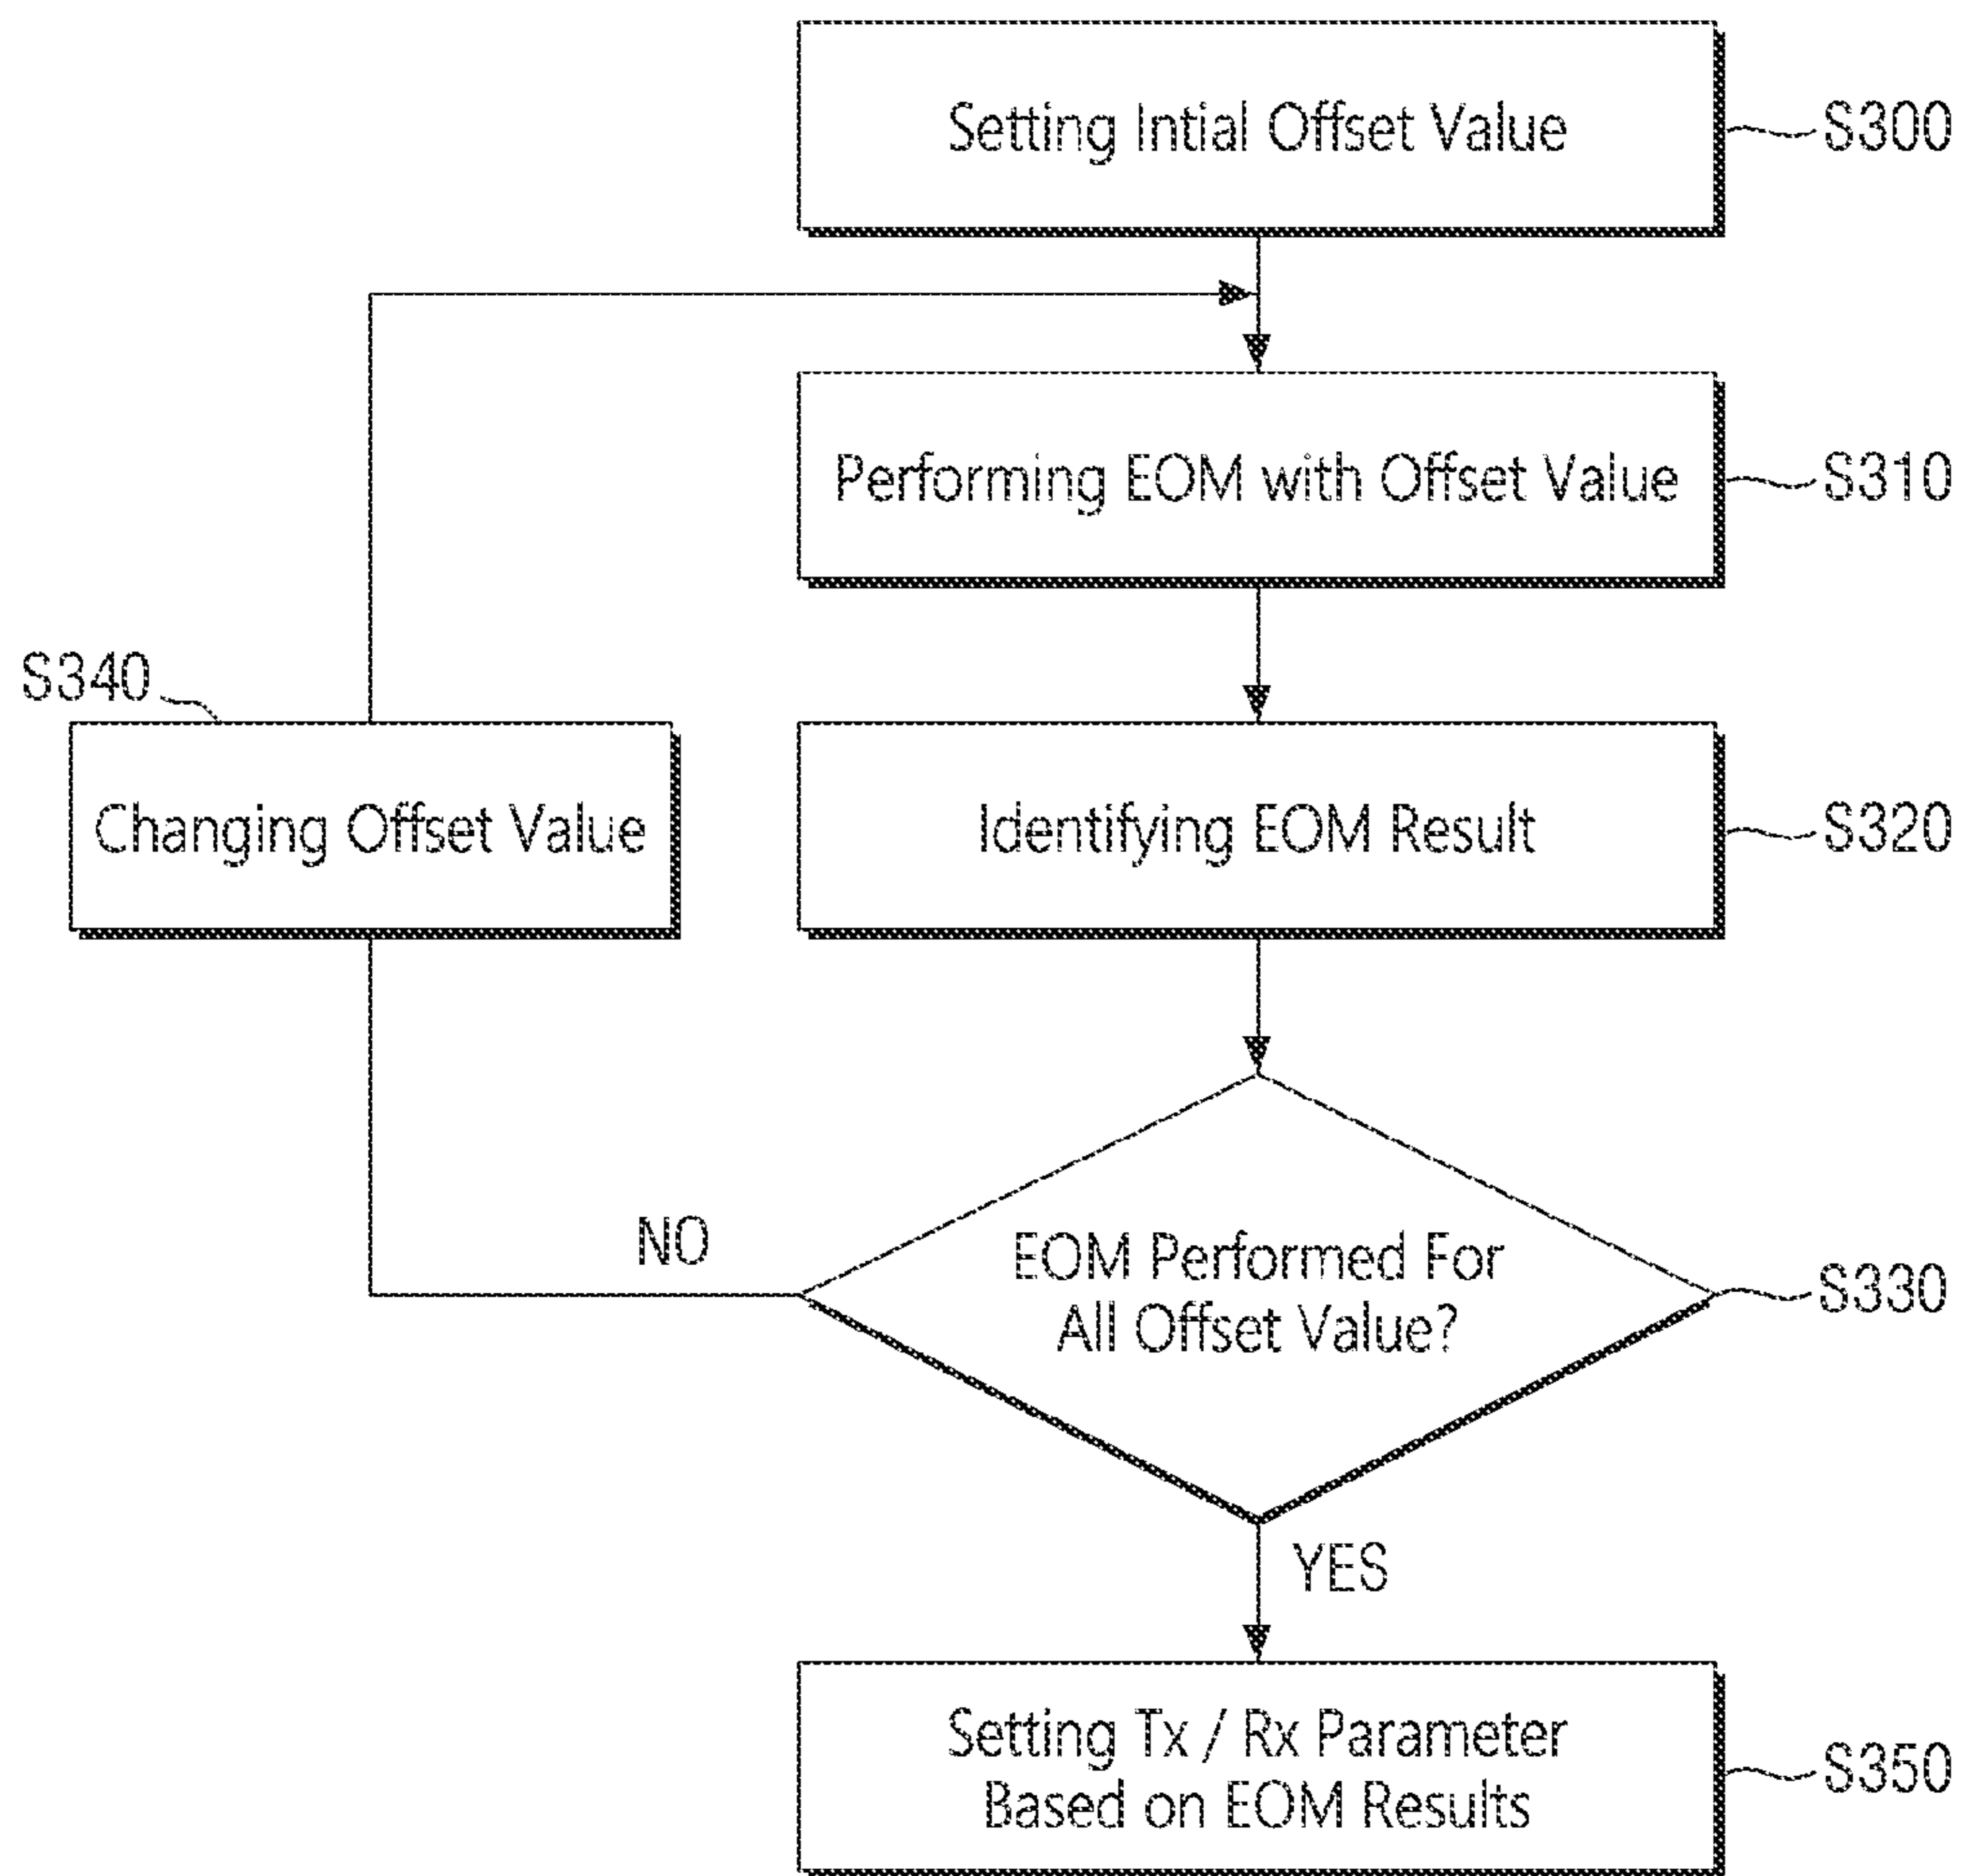 Setting Intial Offset Value
S300
Performing EOM with Offset Value
S310
S340
Changing Offset Value
Identifying EOM Result
S320
NO
EOM Performed For
All Offset Value?
S330
YES
Setting Tx / Rx Parameter
Based on EOM Results
S350